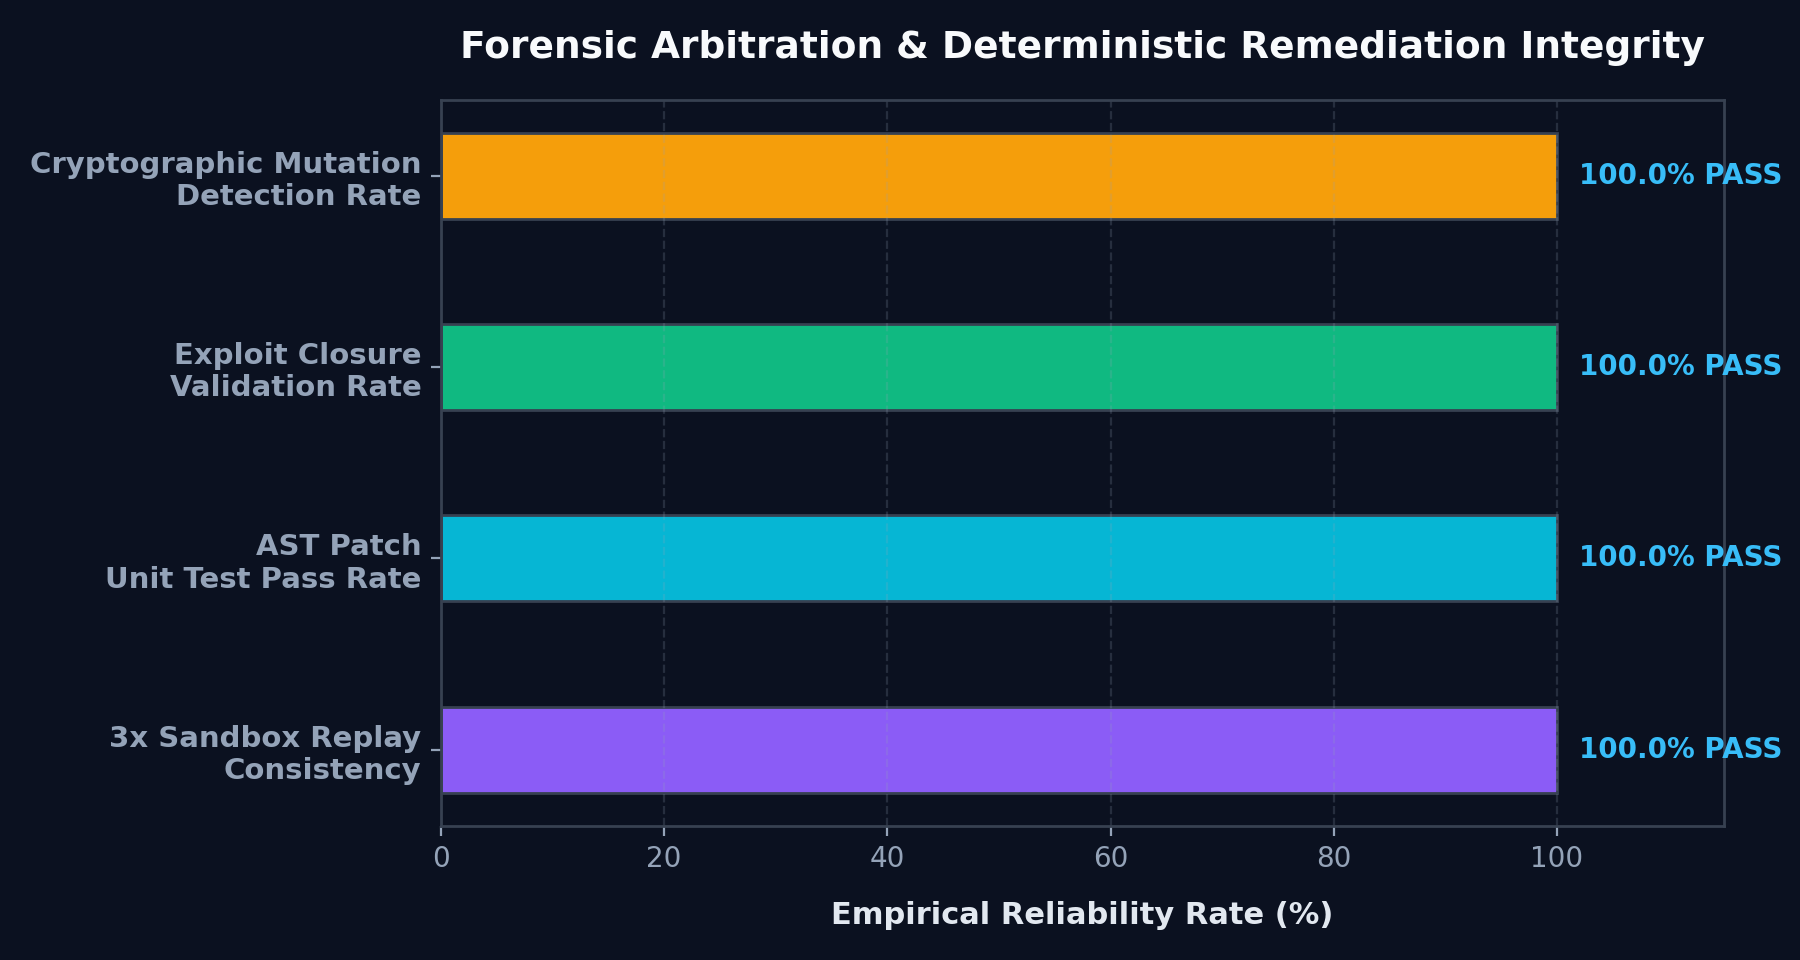 Forensic Arbitration & Deterministic Remediation Integrity
Cryptographic Mutation
Detection Rate
100.0% PASS
Exploit Closure
Validation Rate
100.0% PASS
AST Patch
Unit Test Pass Rate
100.0% PASS
3x Sandbox Replay
Consistency
100.0% PASS
0 20 40 60 80 100
Empirical Reliability Rate (%)